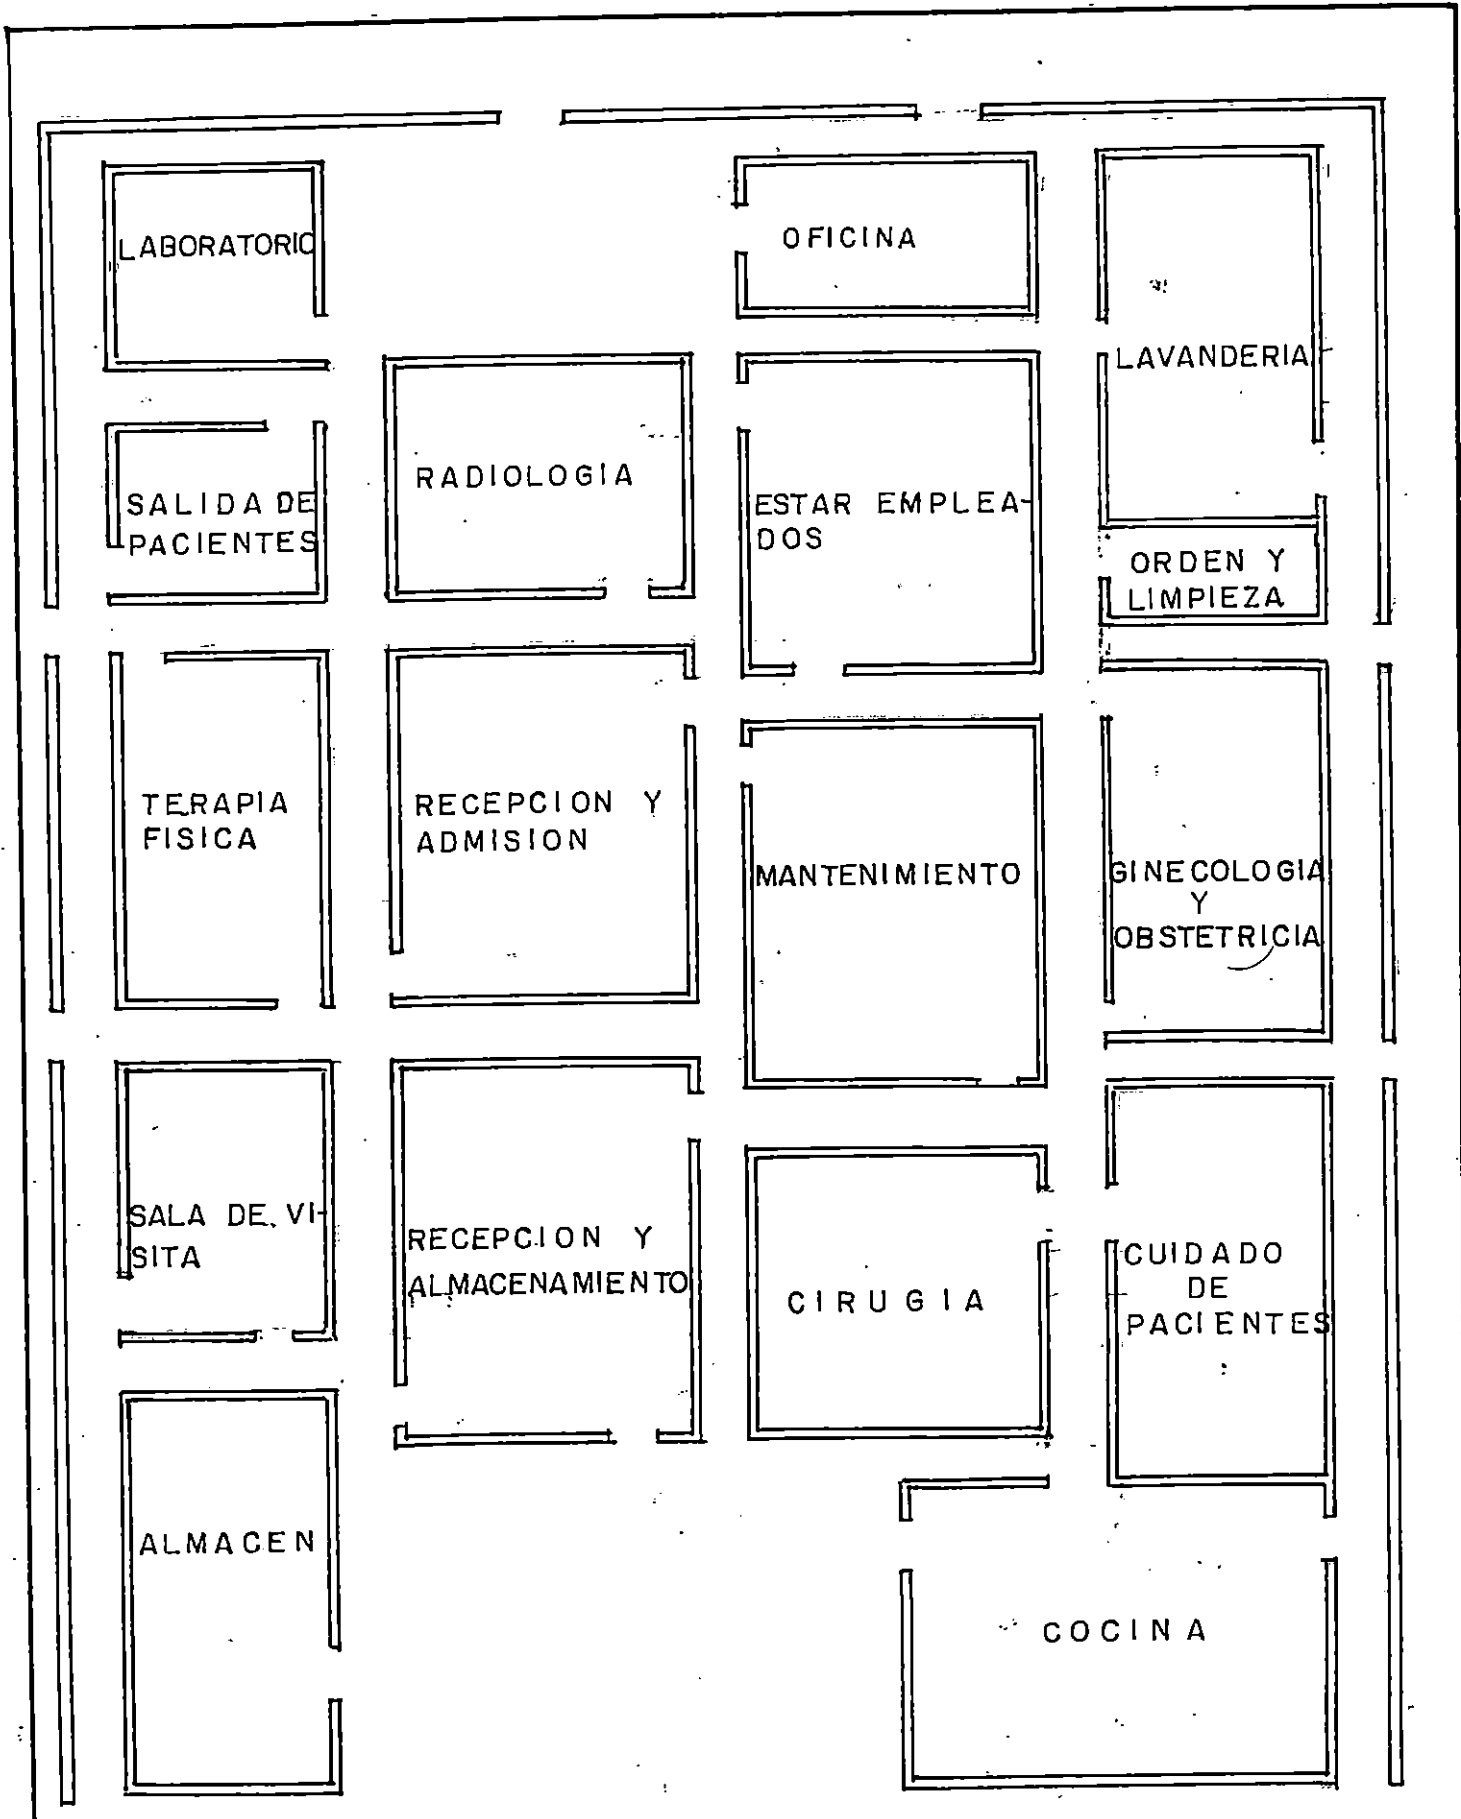 LABORATORIO
OFICINA
LAVANDERIA
RADIOLOGIA
SALIDA DE
PACIENTES
ESTAR EMPLEA-
DOS
ORDEN Y
LIMPIEZA
TERAPIA
FISICA
RECEPCION Y
ADMISION
MANTENIMIENTO
GINECOLOGIA
Y
OBSTETRICIA
SALA DE VI-
SITA
RECEPCION Y
ALMACENAMIENTO
CIRUGIA
CUIDADO
DE
PACIENTES
ALMACEN
COCINA